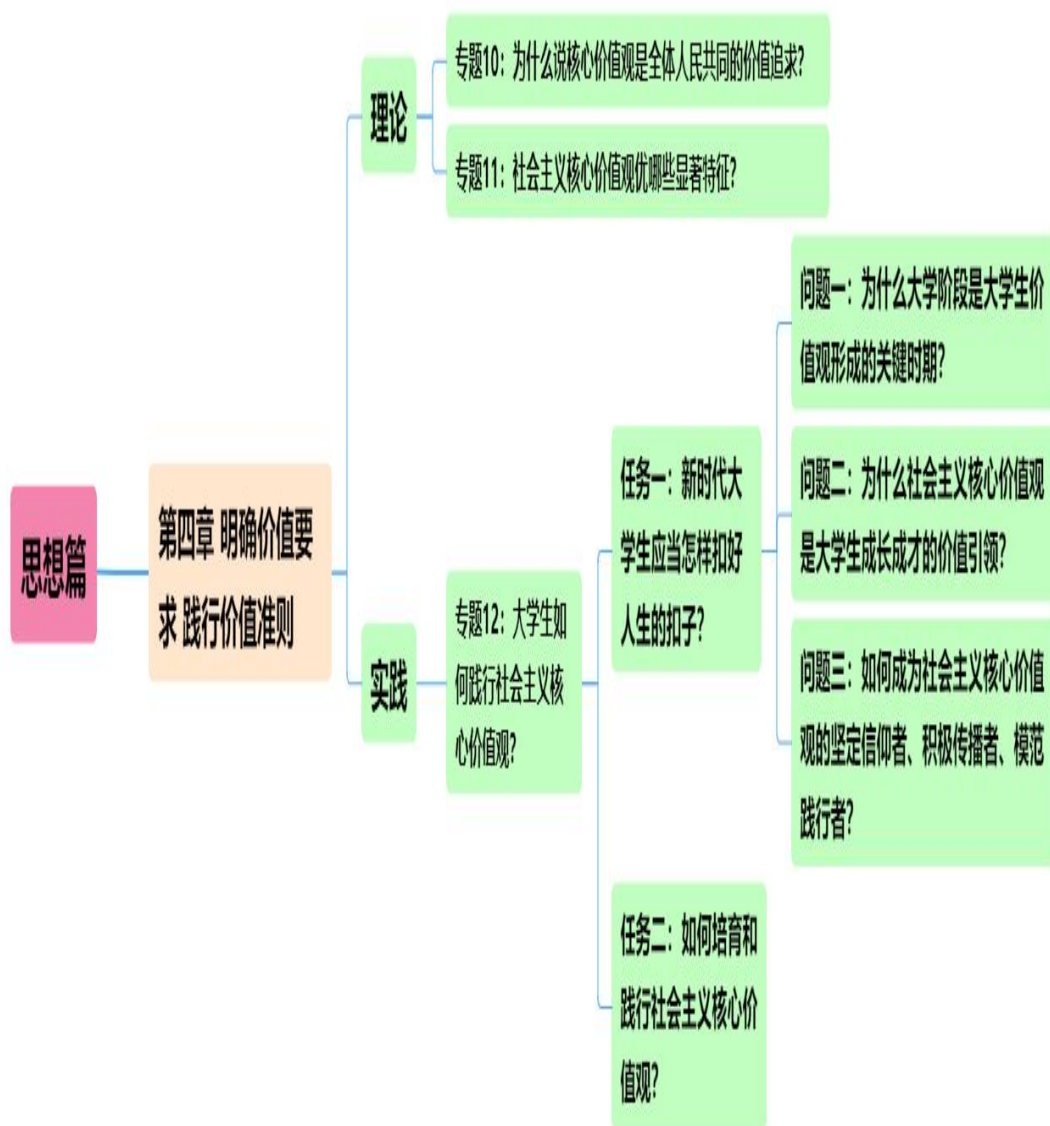 思想篇
第四章 明确价值要
求 践行价值准则
理论
专题10：为什么说核心价值观是全体人民共同的价值追求？
专题11：社会主义核心价值观优哪些显著特征？
实践
专题12：大学生如
何践行社会主义核
心价值观？
任务一：新时代大
学生应当怎样扣好
人生的扣子？
问题一：为什么大学阶段是大学生价
值观形成的关键时期？
问题二：为什么社会主义核心价值观
是大学生成长成才的价值引领？
问题三：如何成为社会主义核心价值
观的坚定信仰者、积极传播者、模范
践行者？
任务二：如何培育和
践行社会主义核心价
值观？